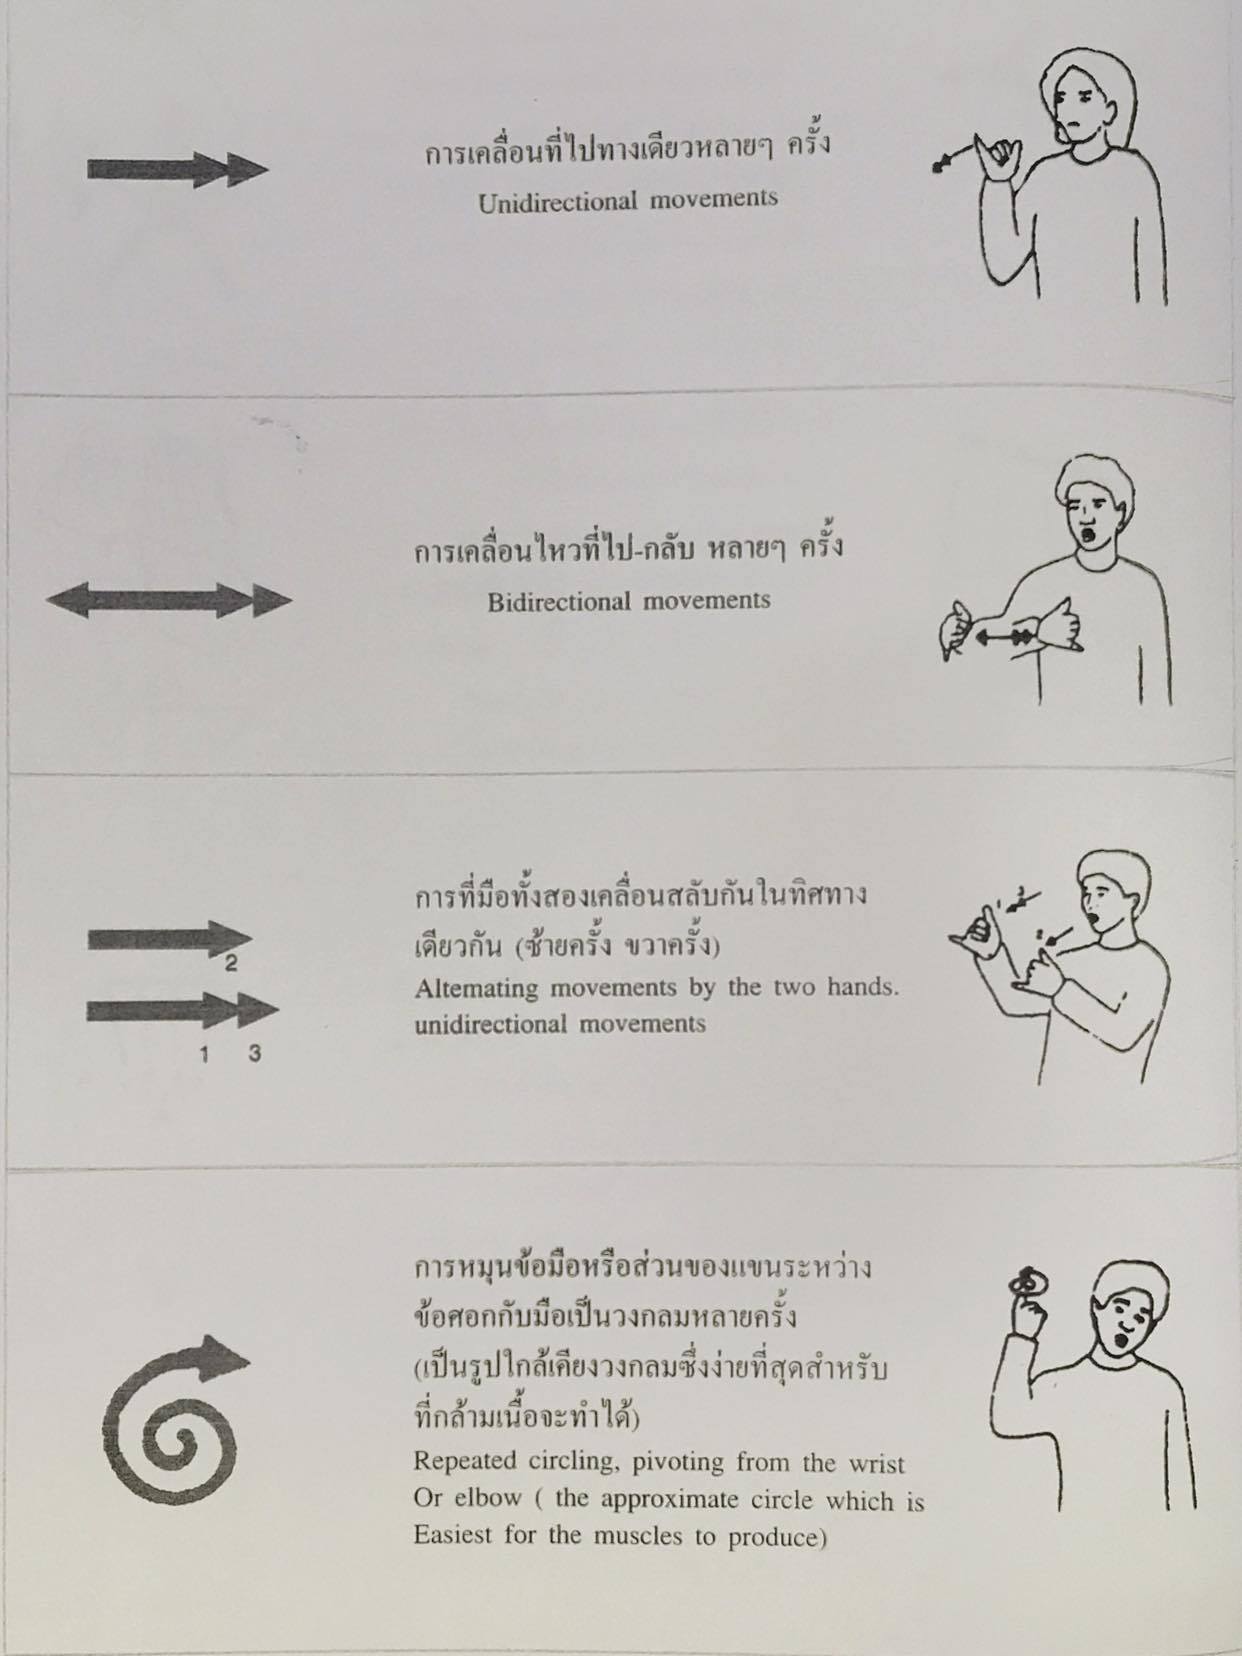 การเคลื่อนที่ไปทางเดียวหลายๆ ครั้ง
Unidirectional movements
การเคลื่อนไหวที่ไป-กลับ หลายๆ ครั้ง
Bidirectional movements
การที่มือทั้งสองเคลื่อนสลับกันในทิศทาง
เดียวกัน (ซ้ายครั้ง ขวาครั้ง)
Altemating movements by the two hands.
unidirectional movements
2
1 3
1 3
2
การหมุนข้อมือหรือส่วนของแขนระหว่าง
ข้อศอกกับมือเป็นวงกลมหลายครั้ง
(เป็นรูปใกล้เคียงวงกลมซึ่งง่ายที่สุดสำหรับ
ที่กล้ามเนื้อจะทำได้)
Repeated circling, pivoting from the wrist
Or elbow ( the approximate circle which is
Easiest for the muscles to produce)